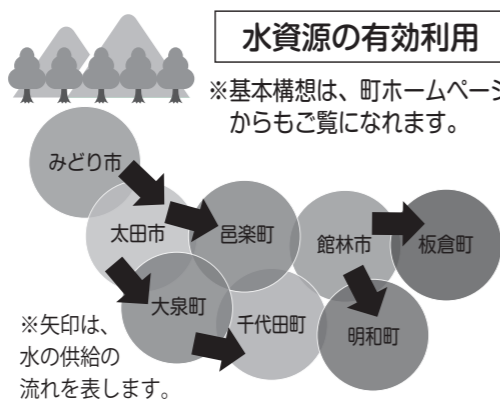 水資源の有効利用
※基本構想は、町ホームページ
からもご覧になれます。
みどり市
太田市
邑楽町
館林市
板倉町
大泉町
千代田町
明和町
※矢印は、
水の供給の
流れを表します。